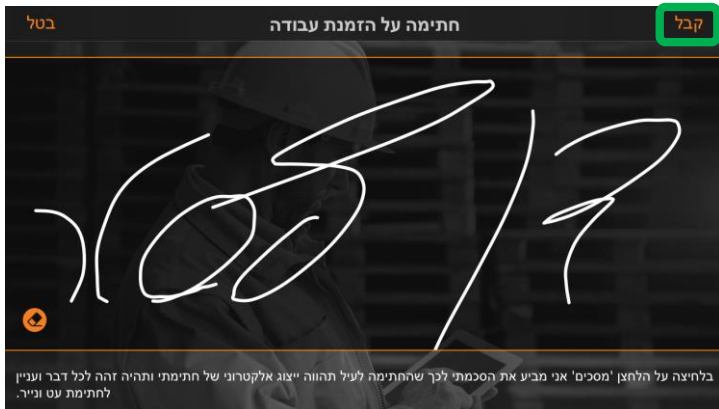 קבל
חתימה על הזמנת עבודה
בטל
בלחיצה על הלחצן 'מסכים' אני מביע את הסכמתי לכך שהחתימה לעיל תהווה ייצוג אלקטרוני של חתימתי ותהיה זהה לכל דבר ועניין
לחתימת עט ונייר.